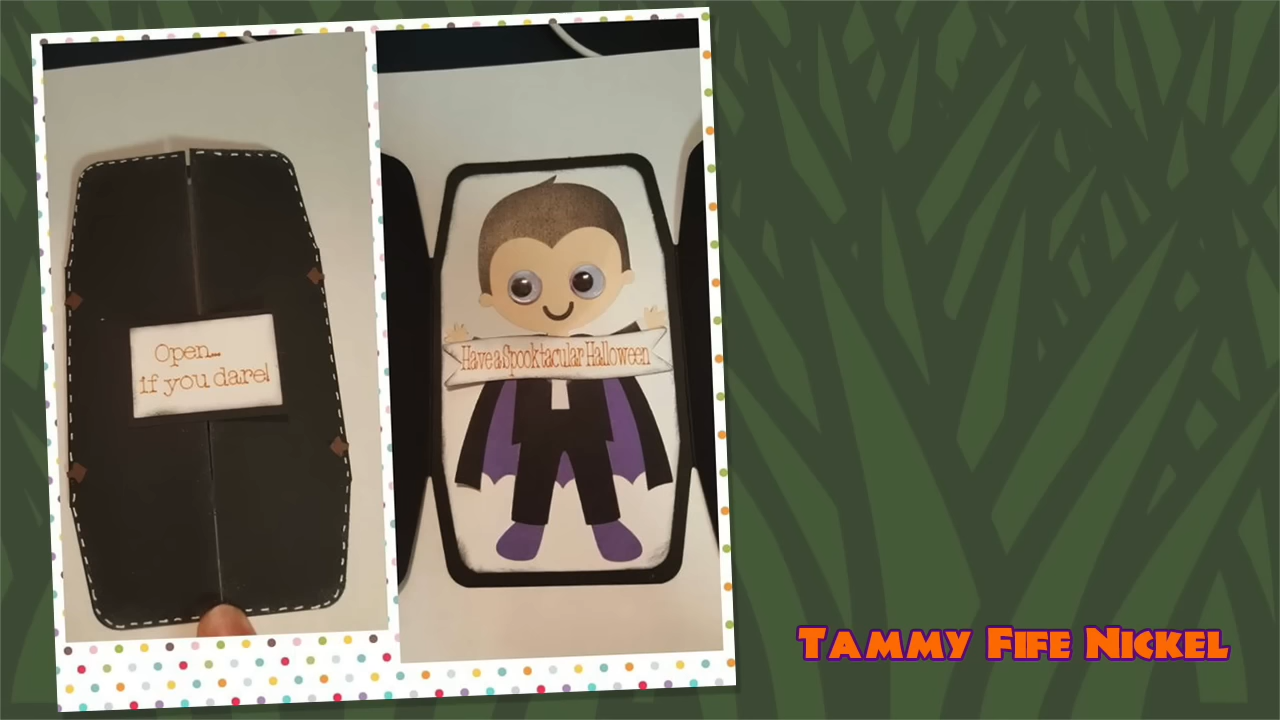 Open...
if you dare!
Have a Spooktacular Halloween
Tammy Fife Nickel